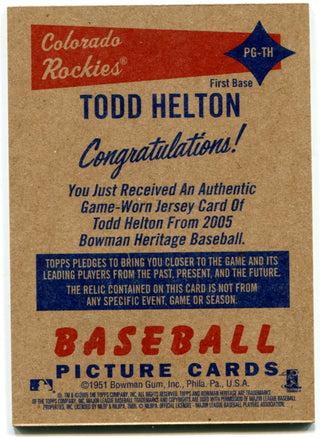 Colorado
Rockies®
PG-TH
First Base
TODD HELTON
Congratulations!
You Just Received An Authentic
Game-Worn Jersey Card Of
Todd Helton From 2005
Bowman Heritage Baseball.
TOPPS PLEDGES TO BRING YOU CLOSER TO THE GAME AND ITS
LEADING PLAYERS FROM THE PAST, PRESENT, AND THE FUTURE.
THE RELIC CONTAINED ON THIS CARD IS NOT FROM
ANY SPECIFIC EVENT, GAME OR SEASON.
BASEBALL
PICTURE CARDS
©1951 Bowman Gum, Inc., Phila. Pa., U.S.A.